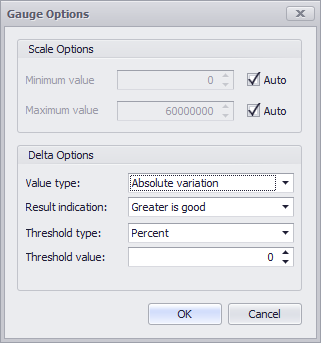 Gauge Options
Scale Options
Minimum value 0 Auto
Maximum value 60000000 Auto
Delta Options
Value type: Absolute variation
Result indication: Greater is good
Threshold type: Percent
Threshold value: 0
OK Cancel